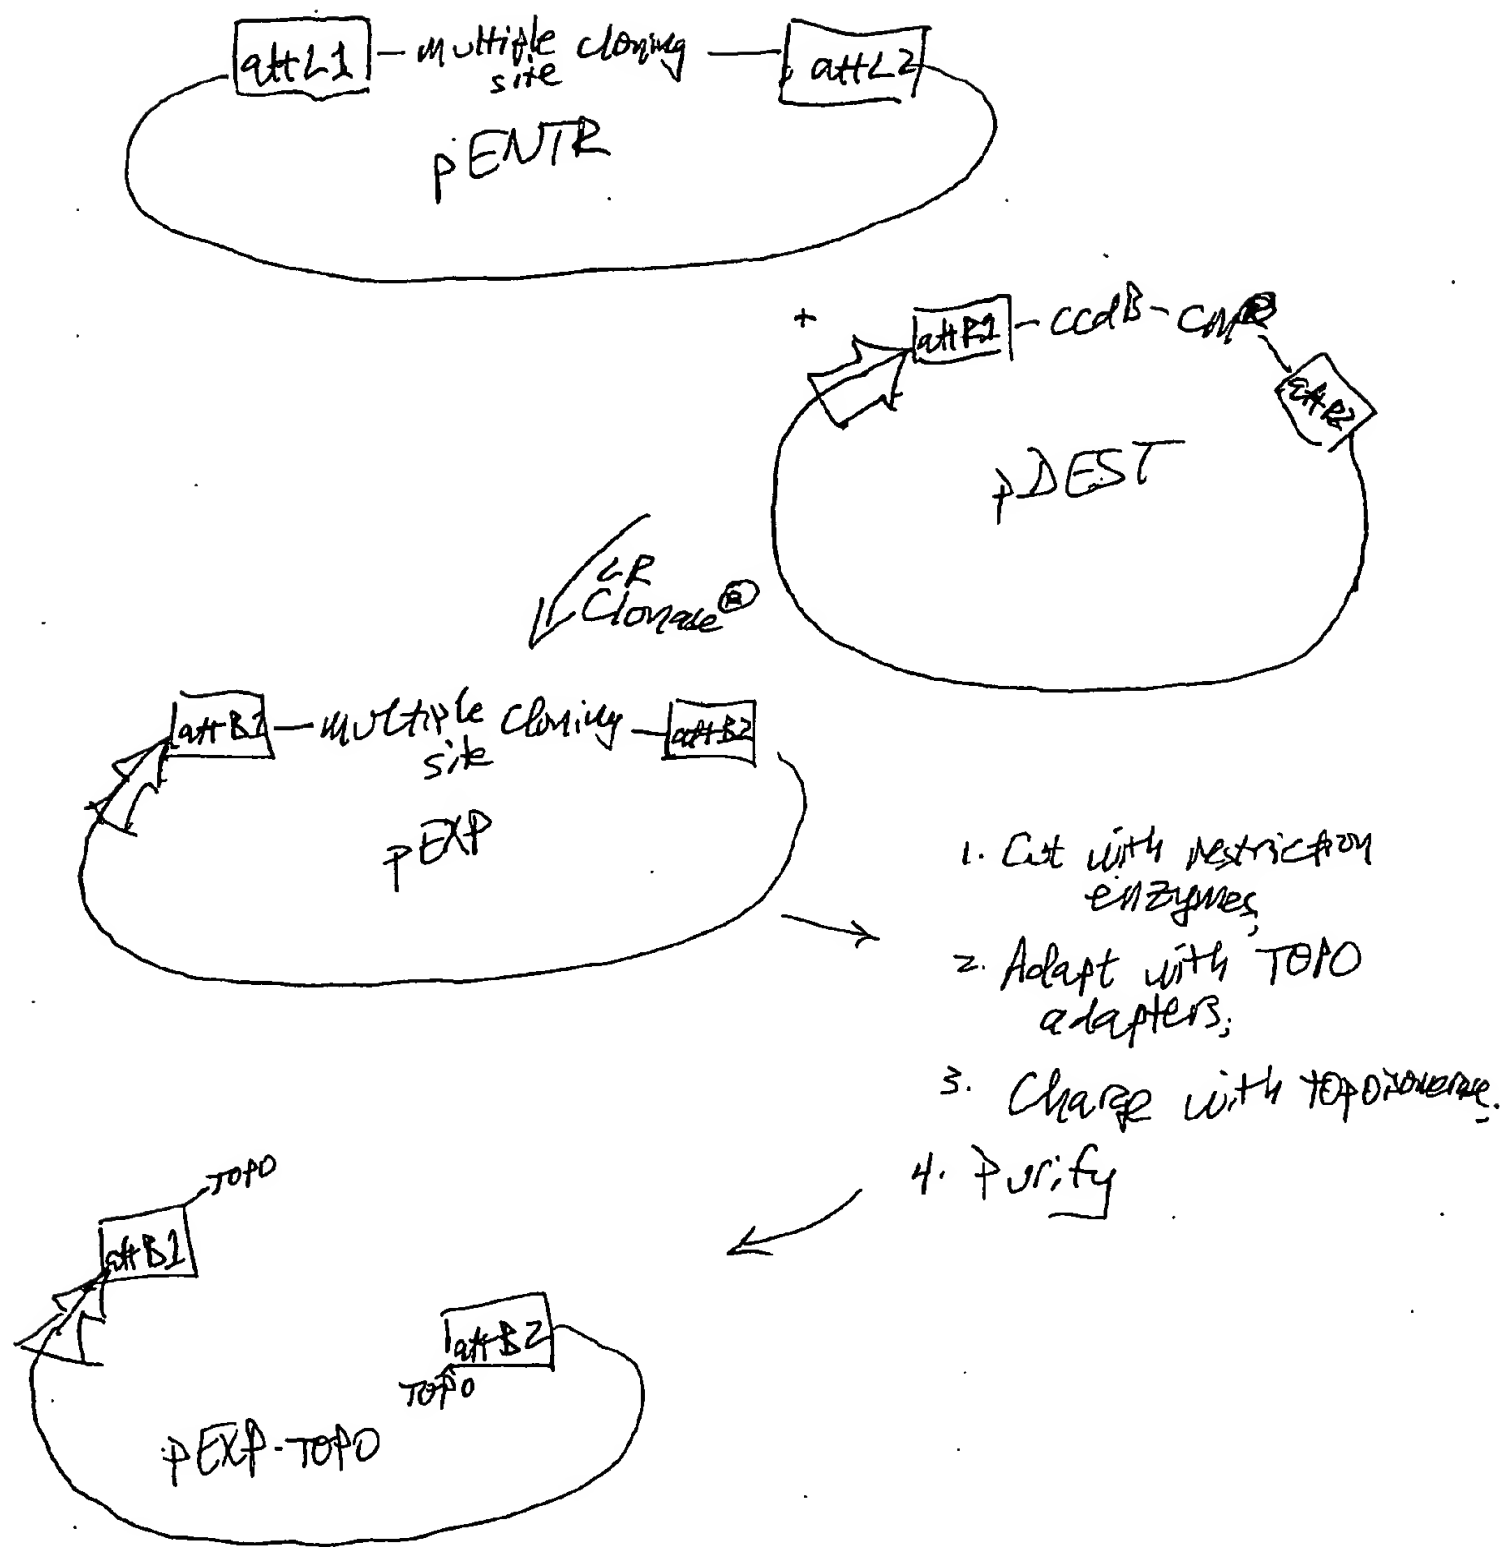 attL1 — multiple cloning — attL2
site
pENTR
+
attR1 - ccdB - CmR
attR2
pDEST
LR
Clonase®
attB1 — multiple cloning — attB2
site
pEXP
1. Cut with restriction
enzymes,
2. Adapt with TOPO
adapters;
3. Charge with topoisomerase.
4. Purify
TOPO
attB1
attB2
TOPO
pEXP-TOPO